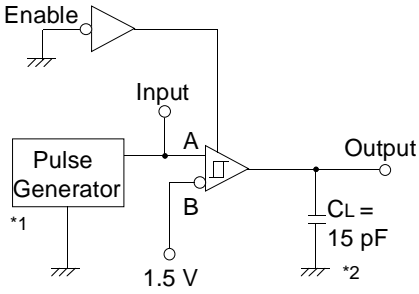 Enable
Input
A
Pulse
Generator
*1
B
1.5 V
Output
CL =
15 pF
*2